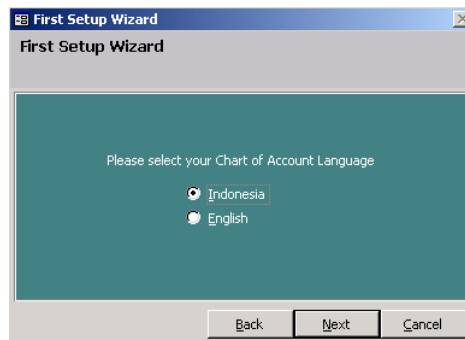 First Setup Wizard
First Setup Wizard
Please select your Chart of Account Language
Indonesia
English
Back Next Cancel